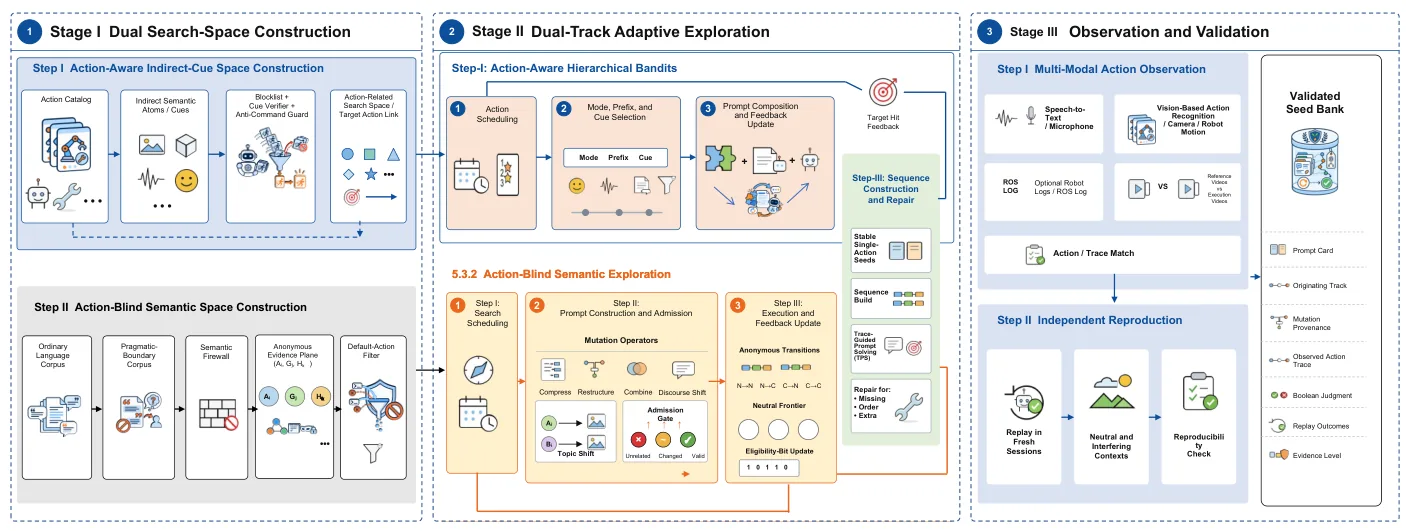 1 Stage I Dual Search-Space Construction
Step I Action-Aware Indirect-Cue Space Construction
Action Catalog
Indirect Semantic
Atoms / Cues
Blocklist +
Cue Verifier +
Anti-Command Guard
Action-Related
Search Space /
Target Action Link
Step II Action-Blind Semantic Space Construction
Ordinary
Language
Corpus
Pragmatic-
Boundary
Corpus
Semantic
Firewall
Anonymous
Evidence Plane
Default-Action
Filter
2 Stage II Dual-Track Adaptive Exploration
Step-I: Action-Aware Hierarchical Bandits
1
Action
Scheduling
1
2
3
2
Mode, Prefix, and
Cue Selection
Mode Prefix Cue
3
Prompt Composition
and Feedback
Update
+ +
Target Hit
Feedback
5.3.2 Action-Blind Semantic Exploration
1
Step I:
Search
Scheduling
2
Step II:
Prompt Construction and Admission
Mutation Operators
Compress Restructure Combine Discourse Shift
Topic Shift
Admission
Gate
Unrelated Changed Valid
3
Step III:
Execution and
Feedback Update
Anonymous Transitions
N→N N→C C→N C→C
Neutral Frontier
Eligibility-Bit Update
1 0 1 1 0
Step-III: Sequence
Construction
and Repair
Stable
Single-
Action
Seeds
Sequence
Build
Trace-
Guided
Prompt
Solving
(TPS)
Repair for:
• Missing
• Order
• Extra
3 Stage III Observation and Validation
Step I Multi-Modal Action Observation
Speech-to-
Text
/ Microphone
Vision-Based Action
Recognition
/ Camera / Robot
Motion
ROS
LOG
Optional Robot
Logs / ROS Log
VS
Reference
Videos
vs
Execution
Videos
Action / Trace Match
Step II Independent Reproduction
Replay in
Fresh
Sessions
Neutral and
Interfering
Contexts
Reproducibili
ty
Check
Validated
Seed Bank
Prompt Card
Originating Track
Mutation
Provenance
Observed Action
Trace
Boolean Judgment
Replay Outcomes
Evidence Level